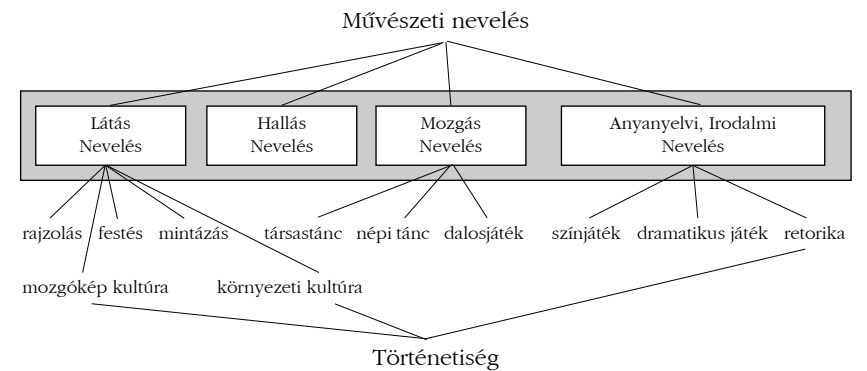 Művészeti nevelés
Látás
Nevelés
Hallás
Nevelés
Mozgás
Nevelés
Anyanyelvi, Irodalmi
Nevelés
rajzolás festés mintázás társastánc népi tánc dalosjáték színjáték dramatikus játék retorika
mozgókép kultúra környezeti kultúra
Történetiség